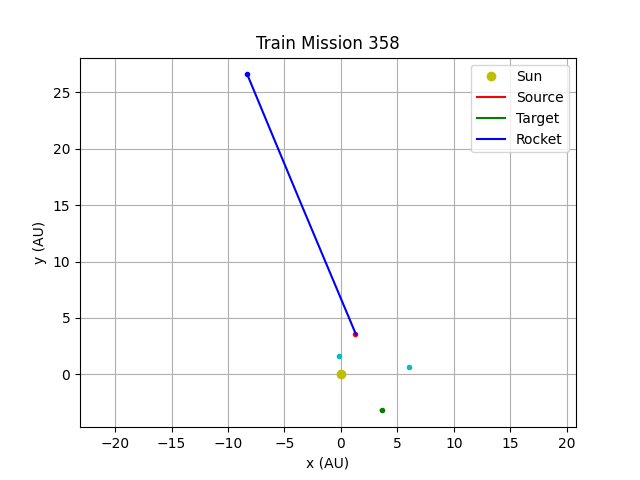 Train Mission 358
Sun
Source
Target
Rocket
25
20
15
10
5
0
y (AU)
−20 −15 −10 −5 0 5 10 15 20
x (AU)